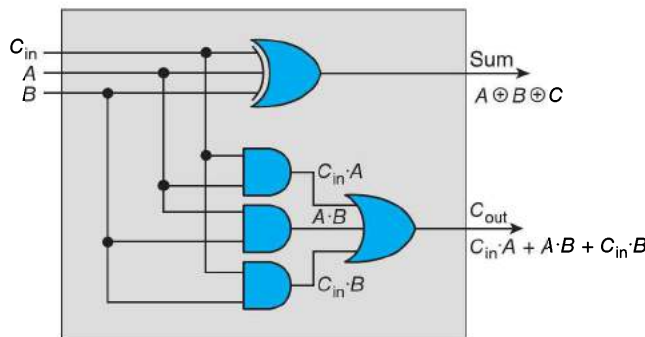 C_in
A
B
Sum
A ⊕ B ⊕ C
C_in·A
A·B
C_out
C_in·A + A·B + C_in·B
C_in·B